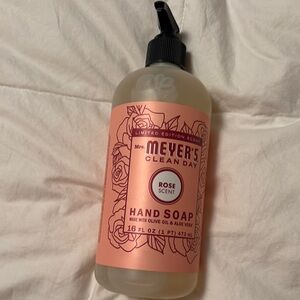 LIMITED EDITION SCENT
Mrs. MEYER'S
CLEAN DAY
ROSE
SCENT
HAND SOAP
MADE WITH OLIVE OIL & ALOE VERA
16 FL OZ (1 PT) 473 mL